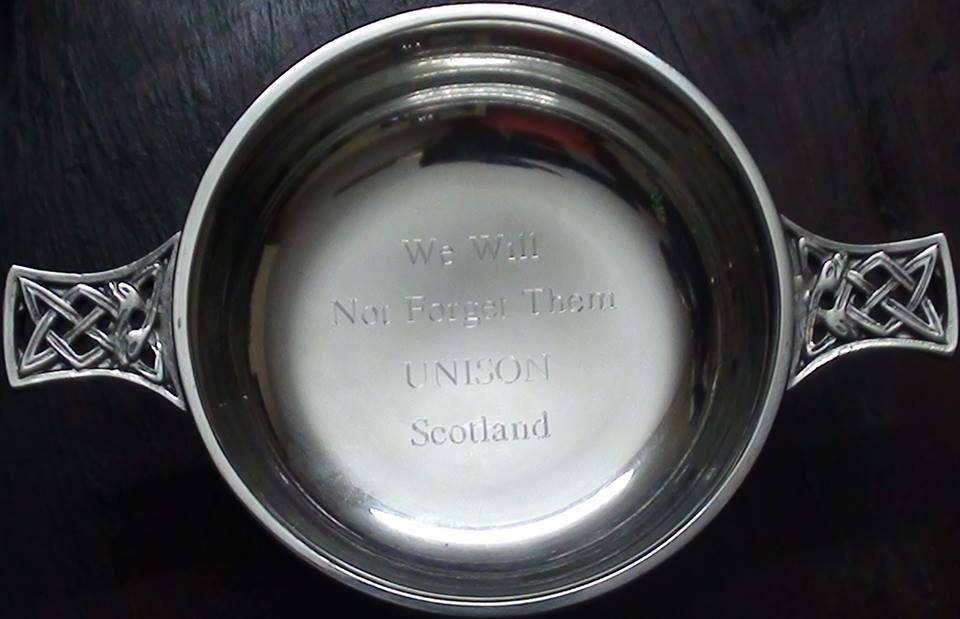 We Will
Not Forget Them
UNISON
Scotland